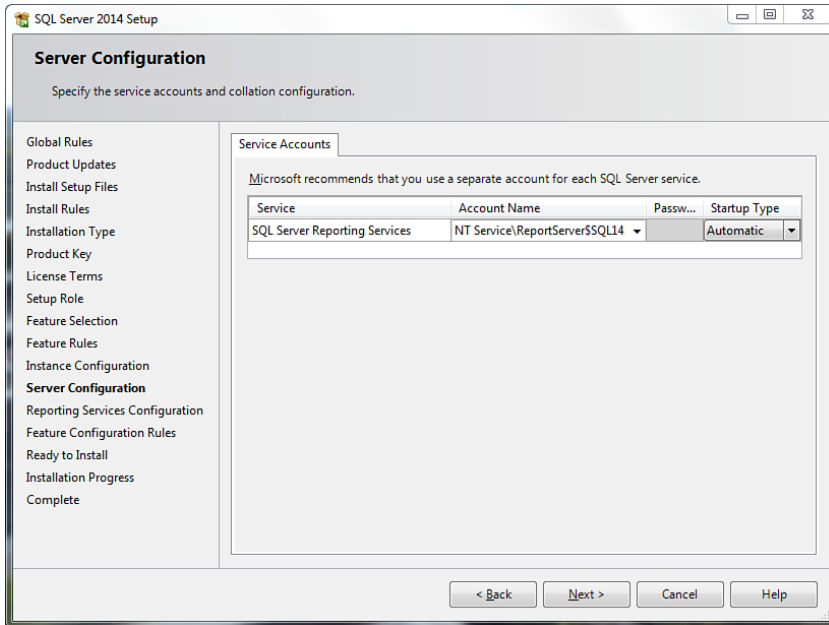 SQL Server 2014 Setup
Server Configuration
Specify the service accounts and collation configuration.
Global Rules
Product Updates
Install Setup Files
Install Rules
Installation Type
Product Key
License Terms
Setup Role
Feature Selection
Feature Rules
Instance Configuration
Server Configuration
Reporting Services Configuration
Feature Configuration Rules
Ready to Install
Installation Progress
Complete
Service Accounts
Microsoft recommends that you use a separate account for each SQL Server service.
Service Account Name Passw... Startup Type
SQL Server Reporting Services NT Service\ReportServer$SQL14 Automatic
< Back Next > Cancel Help